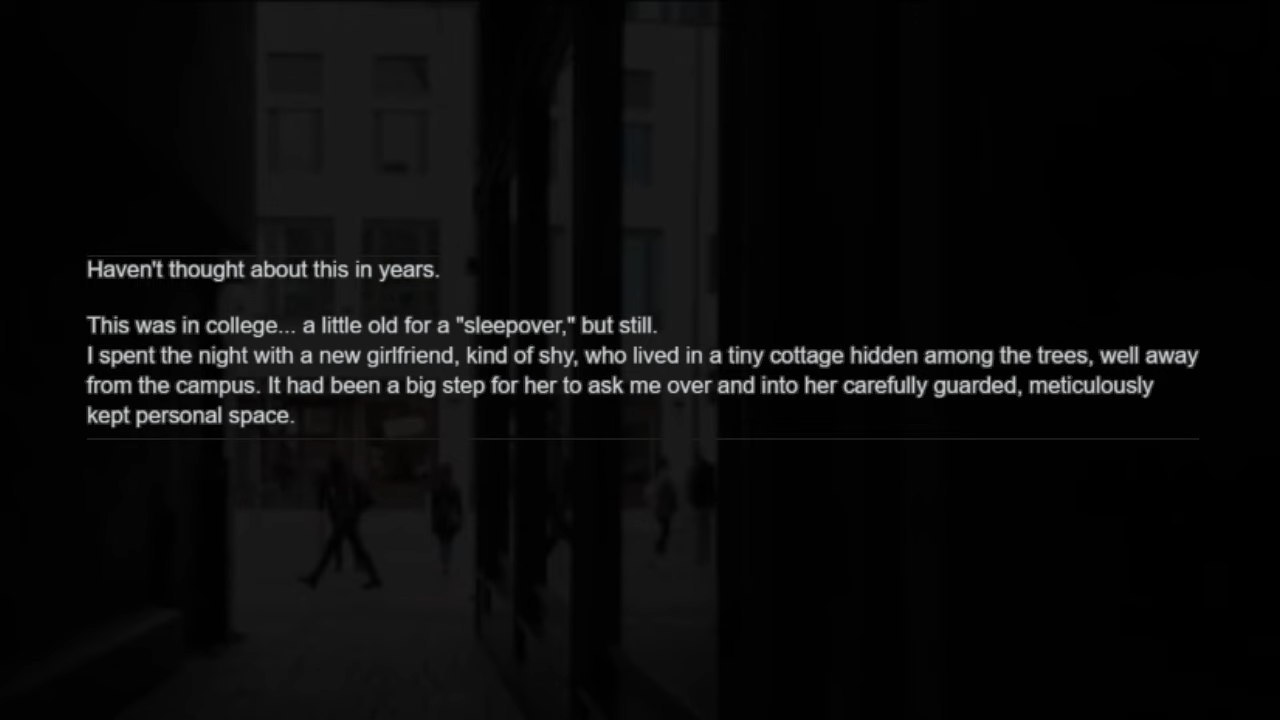 Haven't thought about this in years.
This was in college... a little old for a "sleepover," but still.
I spent the night with a new girlfriend, kind of shy, who lived in a tiny cottage hidden among the trees, well away
from the campus. It had been a big step for her to ask me over and into her carefully guarded, meticulously
kept personal space.